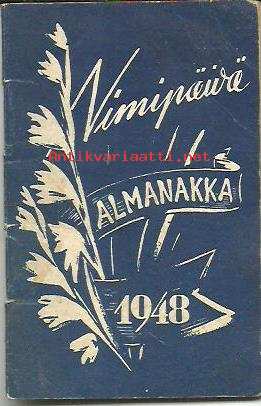 Nimipäivä
Antikvariaatti.net
ALMANAKKA
1948